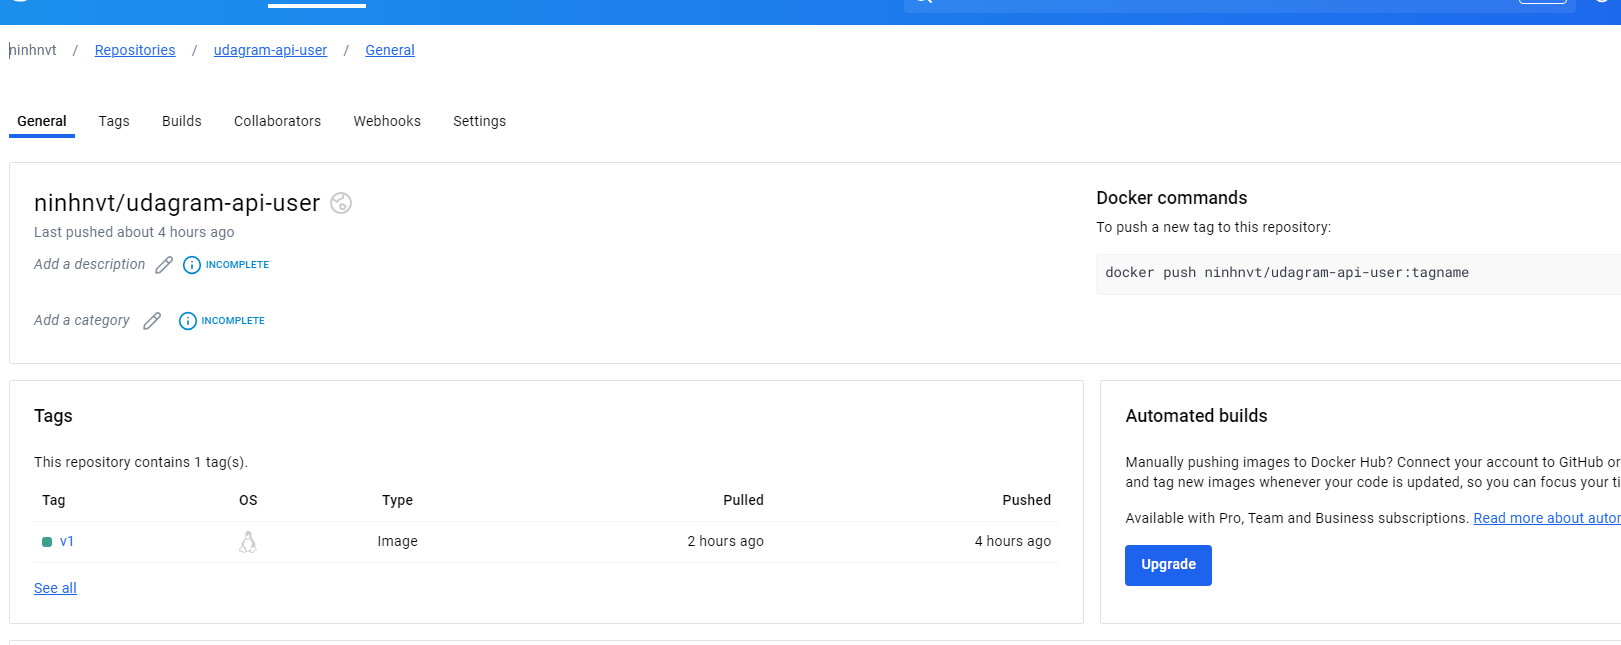 ninhnvt / Repositories / udagram-api-user / General
General Tags Builds Collaborators Webhooks Settings
ninhnvt/udagram-api-user
Last pushed about 4 hours ago
Add a description INCOMPLETE
Add a category INCOMPLETE
Docker commands
To push a new tag to this repository:
docker push ninhnvt/udagram-api-user:tagname
Tags
This repository contains 1 tag(s).
Tag OS Type Pulled Pushed
v1 Image 2 hours ago 4 hours ago
See all
Automated builds
Manually pushing images to Docker Hub? Connect your account to GitHub or
and tag new images whenever your code is updated, so you can focus your ti
Available with Pro, Team and Business subscriptions. Read more about autor
Upgrade